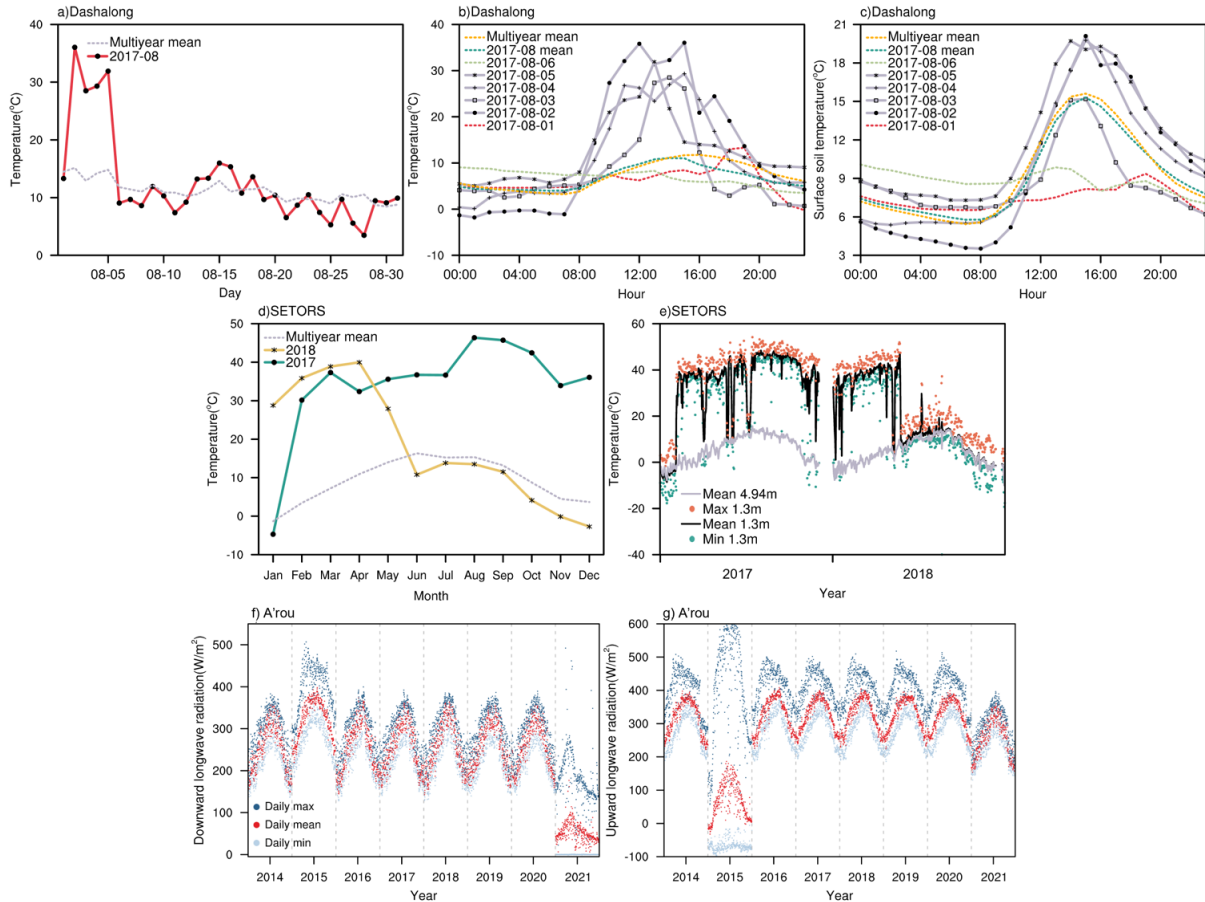 a)Dashalong
Temperature(°C)
40
30
20
10
0
Multiyear mean
2017-08
08-05
08-10
08-15
08-20
08-25
08-30
Day
b)Dashalong
Temperature(°C)
40
30
20
10
0
-10
Multiyear mean
2017-08 mean
2017-08-06
2017-08-05
2017-08-04
2017-08-03
2017-08-02
2017-08-01
00:00
04:00
08:00
12:00
16:00
20:00
Hour
c)Dashalong
Surface soil temperature(°C)
21
18
15
12
9
6
3
Multiyear mean
2017-08 mean
2017-08-06
2017-08-05
2017-08-04
2017-08-03
2017-08-02
2017-08-01
00:00
04:00
08:00
12:00
16:00
20:00
Hour
d)SETORS
Temperature(°C)
50
40
30
20
10
0
-10
Multiyear mean
2018
2017
Jan
Feb
Mar
Apr
May
Jun
Jul
Aug
Sep
Oct
Nov
Dec
Month
e)SETORS
Temperature(°C)
60
40
20
0
-20
-40
Mean 4.94m
Max 1.3m
Mean 1.3m
Min 1.3m
2017
2018
Year
f) A'rou
Downward longwave radiation(W/m²)
500
400
300
200
100
0
Daily max
Daily mean
Daily min
2014
2015
2016
2017
2018
2019
2020
2021
Year
g) A'rou
Upward longwave radiation(W/m²)
600
500
400
300
200
100
0
-100
2014
2015
2016
2017
2018
2019
2020
2021
Year